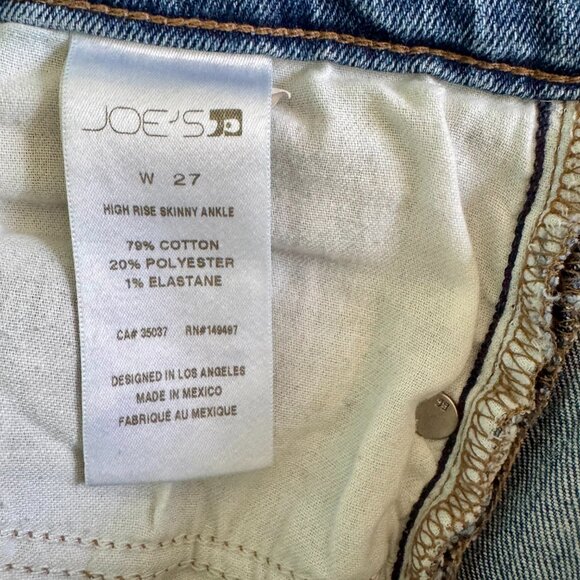 JOE'S
W 27
HIGH RISE SKINNY ANKLE
79% COTTON
20% POLYESTER
1% ELASTANE
CA# 35037 RN#149497
DESIGNED IN LOS ANGELES
MADE IN MEXICO
FABRIQUÉ AU MEXIQUE